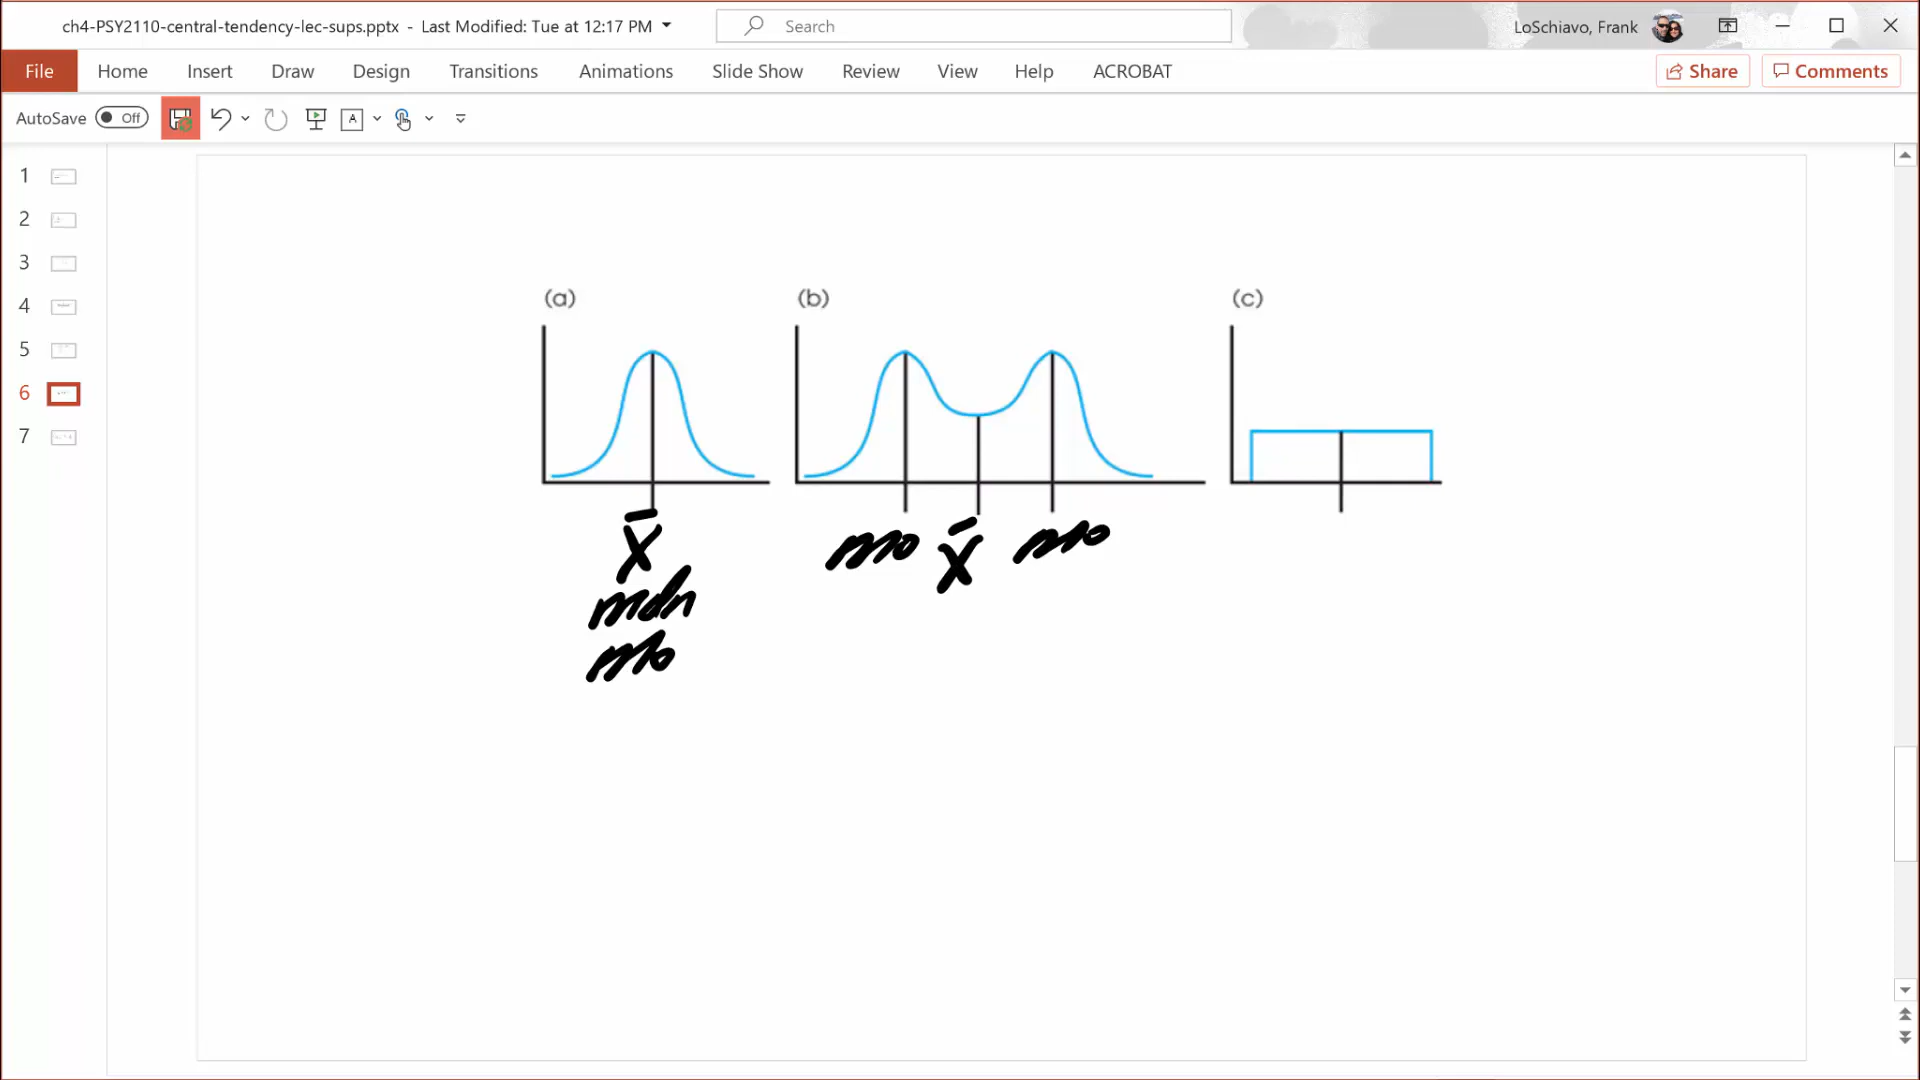 ch4-PSY2110-central-tendency-lec-sups.pptx - Last Modified: Tue at 12:17 PM
Search
LoSchiavo, Frank
File Home Insert Draw Design Transitions Animations Slide Show Review View Help ACROBAT
Share Comments
AutoSave Off A
1
2
3
4
5
6
7
(a) (b) (c)
X̄
mdn
mo
mo X̄ mo